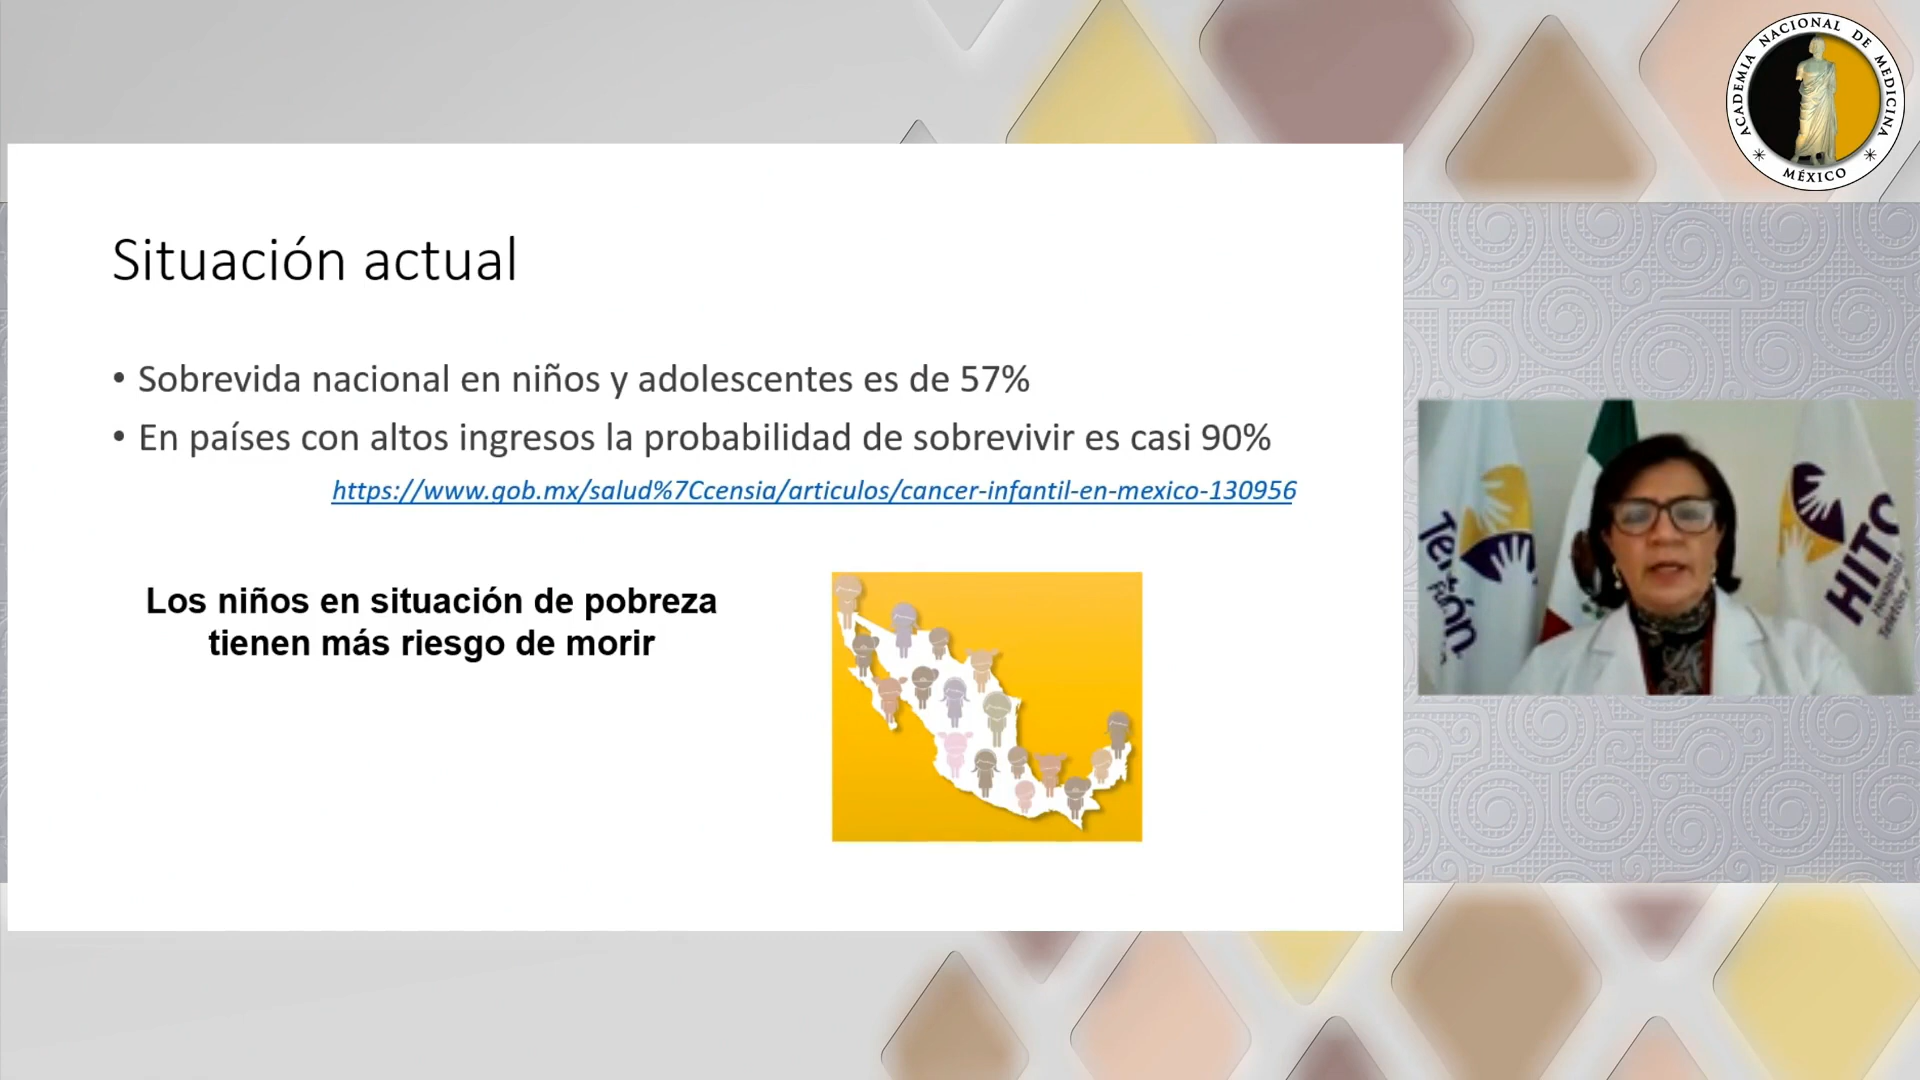 ACADEMIA NACIONAL DE MEDICINA
MÉXICO
Situación actual
• Sobrevida nacional en niños y adolescentes es de 57%
• En países con altos ingresos la probabilidad de sobrevivir es casi 90%
https://www.gob.mx/salud%7Ccensia/articulos/cancer-infantil-en-mexico-130956
Los niños en situación de pobreza
tienen más riesgo de morir
HITO
Hospital
Teletón